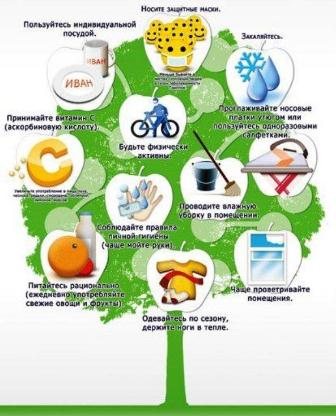 Носите защитные маски.
Пользуйтесь индивидуальной
посудой.
ИВАН
ИВАН
Закаляйтесь.
Проглаживайте носовые
платки утюгом или
пользуйтесь одноразовыми
салфетками.
Принимайте витамин С
(аскорбиновую кислоту).
Будьте физически
активны.
Проводите влажную
уборку в помещении.
Соблюдайте правила
личной гигиены
(чаще мойте руки)
Питайтесь рационально
(ежедневно употребляйте
свежие овощи и фрукты).
Чаще проветривайте
помещения.
Одевайтесь по сезону,
держите ноги в тепле.